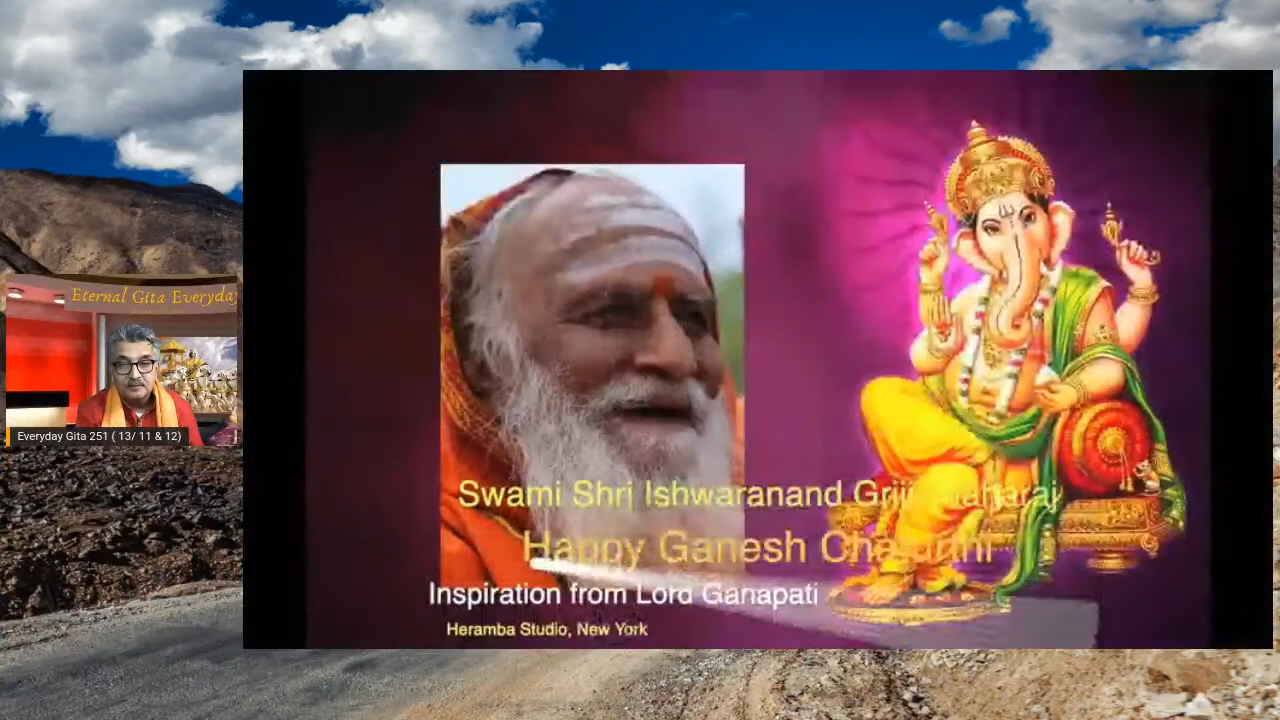 Eternal Gita Everyday
Everyday Gita 251 ( 13/ 11 & 12)
Swami Shri Ishwaranand
Happy Ganesh Chaturthi
Inspiration from Lord Ganapati
Heramba Studio, New York